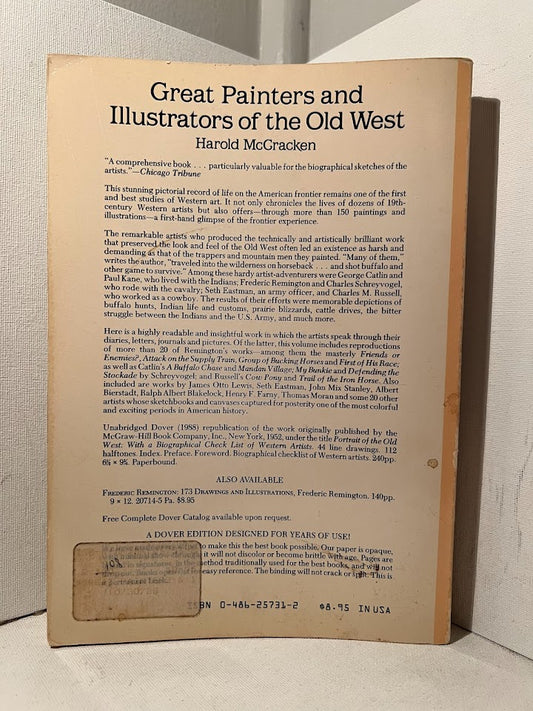 Great Painters and
Illustrators of the Old West
Harold McCracken
"A comprehensive book . . . particularly valuable for the biographical sketches of the
artists."—Chicago Tribune
This stunning pictorial record of life on the American frontier remains one of the first
and best studies of Western art. It not only chronicles the lives of dozens of 19th-
century Western artists but also offers—through more than 150 paintings and
illustrations—a first-hand glimpse of the frontier experience.
The remarkable artists who produced the technically and artistically brilliant work
that preserved the look and feel of the Old West often led an existence as harsh and
demanding as that of the trappers and mountain men they painted. "Many of them,"
writes the author, "traveled into the wilderness on horseback . . . and shot buffalo and
other game to survive." Among these hardy artist-adventurers were George Catlin and
Paul Kane, who lived with the Indians; Frederic Remington and Charles Schreyvogel,
who rode with the cavalry; Seth Eastman, an army officer, and Charles M. Russell,
who worked as a cowboy. The results of their efforts were memorable depictions of
buffalo hunts, Indian life and customs, prairie blizzards, cattle drives, the bitter
struggle between the Indians and the U.S. Army, and much more.
Here is a highly readable and insightful work in which the artists speak through their
diaries, letters, journals and pictures. Of the latter, this volume includes reproductions
of more than 20 of Remington's works—among them the masterly Friends or
Enemies?, Attack on the Supply Train, Group of Bucking Horses and First of His Race;
as well as Catlin's A Buffalo Chase and Mandan Village; My Bunkie and Defending the
Stockade by Schreyvogel; and Russell's Cow Pony and Trail of the Iron Horse. Also
included are works by James Otto Lewis, Seth Eastman, John Mix Stanley, Albert
Bierstadt, Ralph Albert Blakelock, Henry F. Farny, Thomas Moran and some 20 other
artists whose sketchbooks and canvases captured for posterity one of the most colorful
and exciting periods in American history.
Unabridged Dover (1988) republication of the work originally published by the
McGraw-Hill Book Company, Inc., New York, 1952, under the title Portrait of the Old
West: With a Biographical Check List of Western Artists. 44 line drawings. 112
halftones. Index. Preface. Foreword. Biographical checklist of Western artists. 240pp.
6⅛ × 9¼. Paperbound.
ALSO AVAILABLE
FREDERIC REMINGTON: 173 DRAWINGS AND ILLUSTRATIONS, Frederic Remington. 140pp.
9 × 12. 20714-5 Pa. $8.95
Free Complete Dover Catalog available upon request.
A DOVER EDITION DESIGNED FOR YEARS OF USE!
to make this the best book possible. Our paper is opaque,
it will not discolor or become brittle with age. Pages are
method traditionally used for the best books, and will not
easy reference. The binding will not crack or split. This is
ISBN 0-486-25731-2 $8.95 IN USA